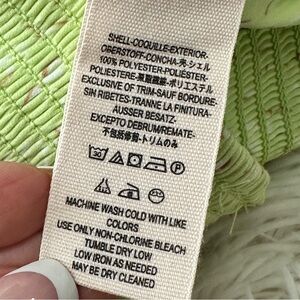 SHELL-COQUILLE-EXTERIOR-
OBERSTOFF-CONCHA-壳-シェル
100% POLYESTER-POLIÉSTER-
POLIESTERE-聚酯纖維-ポリエステル
EXCLUSIVE OF TRIM-SAUF BORDURE-
SIN RIBETES-TRANNE LA FINITURA-
AUSSER BESATZ-
EXCEPTO DEBRUM/REMATE-
不包括修飾-トリムのみ
MACHINE WASH COLD WITH LIKE
COLORS
USE ONLY NON-CHLORINE BLEACH
TUMBLE DRY LOW
LOW IRON AS NEEDED
MAY BE DRY CLEANED